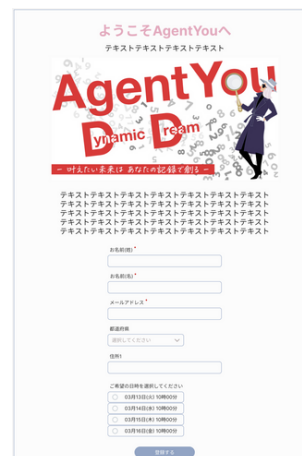 ようこそAgentYouへ
テキストテキストテキストテキスト
AgentYou
Dynamic Dream
－ 叶えたい未来は あなたの記録で創る －
テキストテキストテキストテキストテキストテキストテキスト
テキストテキストテキストテキストテキストテキストテキスト
テキストテキストテキストテキストテキストテキストテキスト
テキストテキストテキストテキストテキストテキストテキスト
テキストテキストテキストテキストテキストテキストテキスト
お名前(姓) *
お名前(名) *
メールアドレス *
都道府県
選択してください
住所1
ご希望の日時を選択してください
03月13日(火) 10時00分
03月14日(水) 10時00分
03月15日(木) 10時00分
03月16日(金) 10時00分
登録する